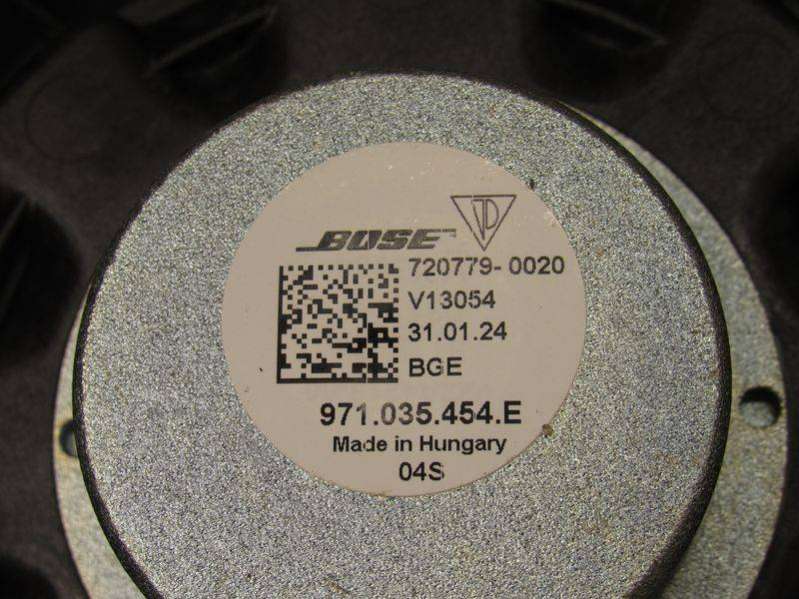 BOSE
720779-0020
V13054
31.01.24
BGE
971.035.454.E
Made in Hungary
04S